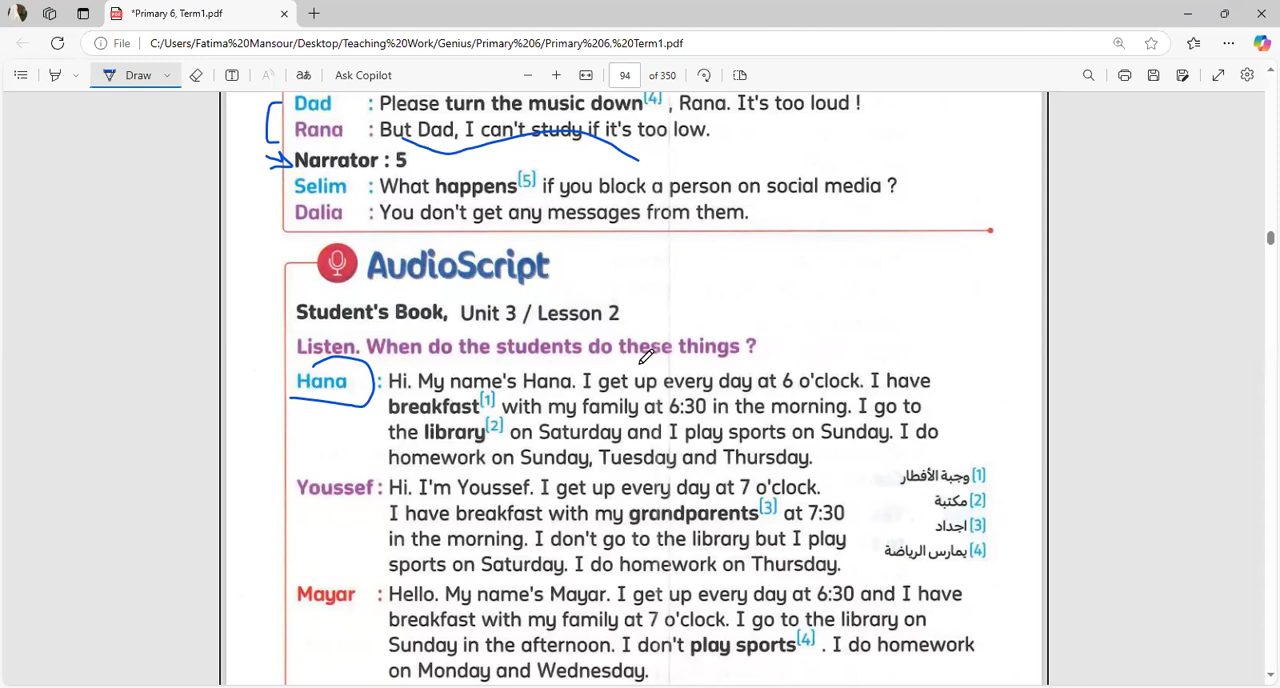 *Primary 6, Term1.pdf
File C:/Users/Fatima%20Mansour/Desktop/Teaching%20Work/Genius/Primary%206/Primary%206.%20Term1.pdf
Draw Ask Copilot 94 of 350
Dad : Please turn the music down [4] , Rana. It's too loud !
Rana : But Dad, I can't study if it's too low.
Narrator : 5
Selim : What happens [5] if you block a person on social media ?
Dalia : You don't get any messages from them.
AudioScript
Student's Book, Unit 3 / Lesson 2
Listen. When do the students do these things ?
Hana : Hi. My name's Hana. I get up every day at 6 o'clock. I have
breakfast [1] with my family at 6:30 in the morning. I go to
the library [2] on Saturday and I play sports on Sunday. I do
homework on Sunday, Tuesday and Thursday.
Youssef : Hi. I'm Youssef. I get up every day at 7 o'clock.
I have breakfast with my grandparents [3] at 7:30
in the morning. I don't go to the library but I play
sports on Saturday. I do homework on Thursday.
[1] وجبة الأفطار
[2] مكتبة
[3] اجداد
[4] يمارس الرياضة
Mayar : Hello. My name's Mayar. I get up every day at 6:30 and I have
breakfast with my family at 7 o'clock. I go to the library on
Sunday in the afternoon. I don't play sports [4] . I do homework
on Monday and Wednesday.